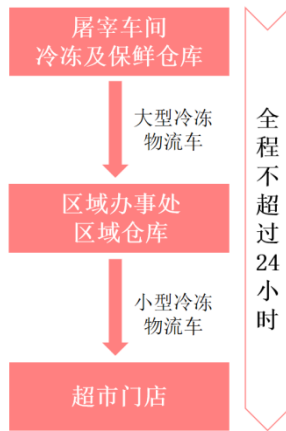 屠宰车间
冷冻及保鲜仓库
大型冷冻
物流车
区域办事处
区域仓库
小型冷冻
物流车
超市门店
全程不超过24小时